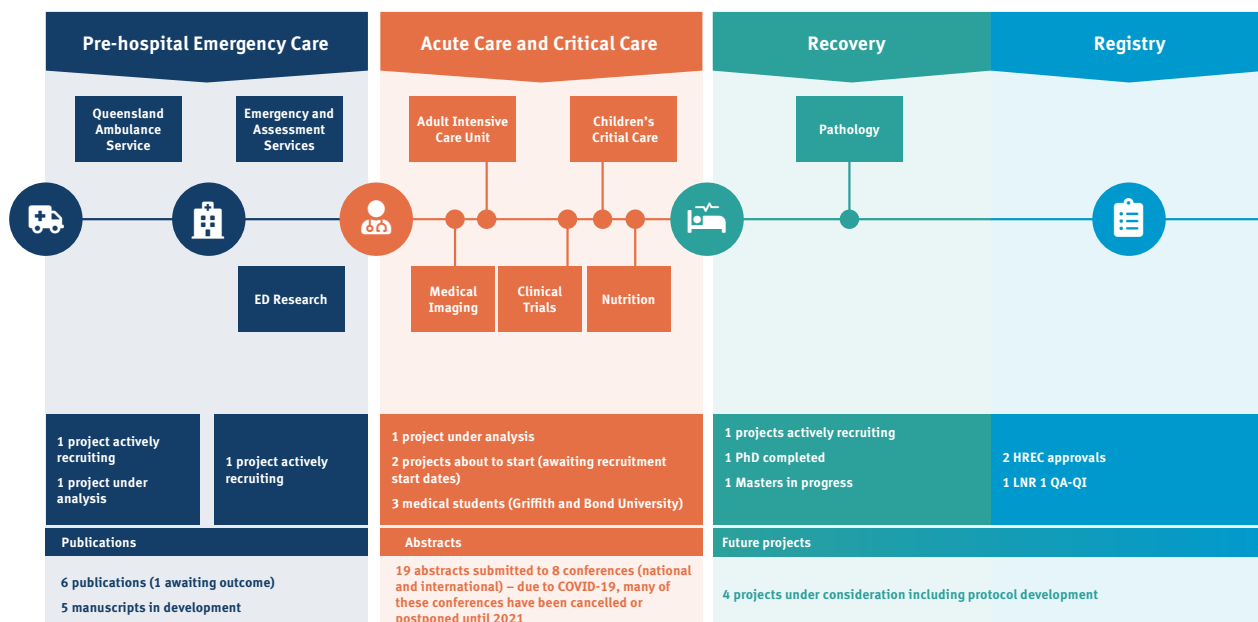 Pre-hospital Emergency Care
Acute Care and Critical Care
Recovery
Registry
Queensland
Ambulance
Service
Emergency and
Assessment
Services
Adult Intensive
Care Unit
Children's
Critial Care
Pathology
ED Research
Medical
Imaging
Clinical
Trials
Nutrition
1 project actively
recruiting
1 project under
analysis
1 project actively
recruiting
1 project under analysis
2 projects about to start (awaiting recruitment
start dates)
3 medical students (Griffith and Bond University)
1 projects actively recruiting
1 PhD completed
1 Masters in progress
2 HREC approvals
1 LNR 1 QA-QI
Publications
6 publications (1 awaiting outcome)
5 manuscripts in development
Abstracts
19 abstracts submitted to 8 conferences (national
and international) – due to COVID-19, many of
these conferences have been cancelled or
postponed until 2021
Future projects
4 projects under consideration including protocol development